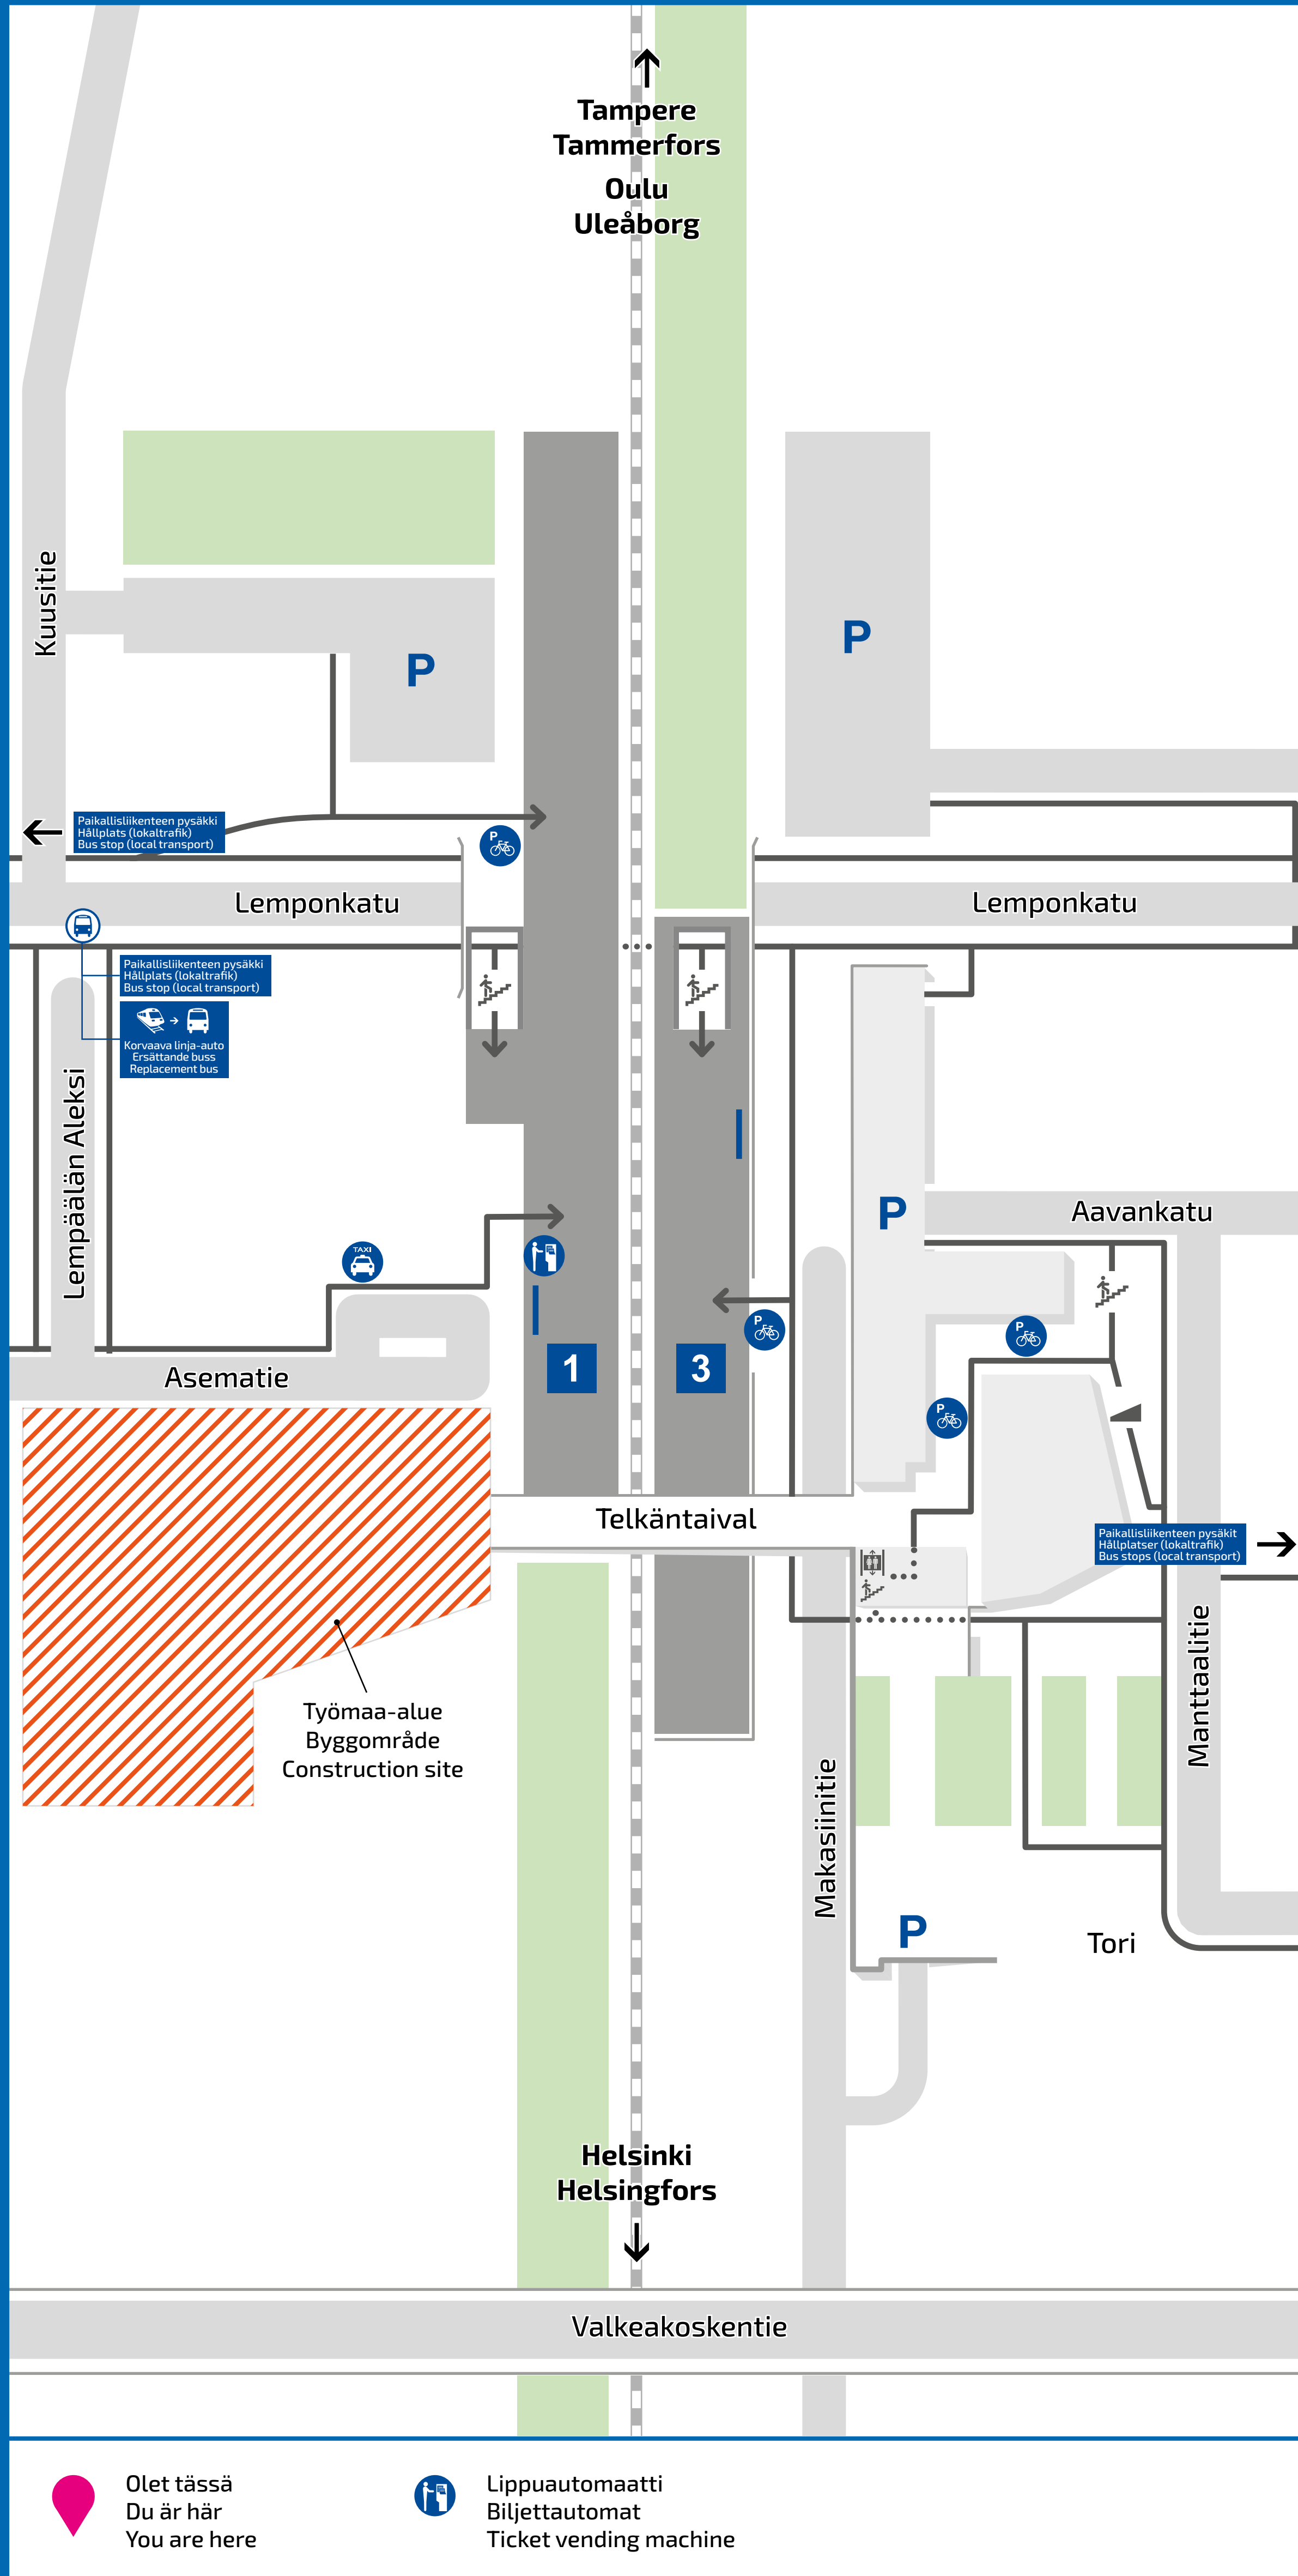 Tampere
Tammerfors
Oulu
Uleåborg
Kuusitie
P
P
Paikallisliikenteen pysäkki
Hållplats (lokaltrafik)
Bus stop (local transport)
P
Lemponkatu
Lemponkatu
Paikallisliikenteen pysäkki
Hållplats (lokaltrafik)
Bus stop (local transport)
Korvaava linja-auto
Ersättande buss
Replacement bus
Lempäälän Aleksi
P
Aavankatu
TAXI
P
P
1
3
Asematie
P
Telkäntaival
Paikallisliikenteen pysäkit
Hållplatser (lokaltrafik)
Bus stops (local transport)
Työmaa-alue
Byggområde
Construction site
Manttaalitie
Makasiinitie
P
Tori
Helsinki
Helsingfors
Valkeakoskentie
Olet tässä
Du är här
You are here
Lippuautomaatti
Biljettautomat
Ticket vending machine